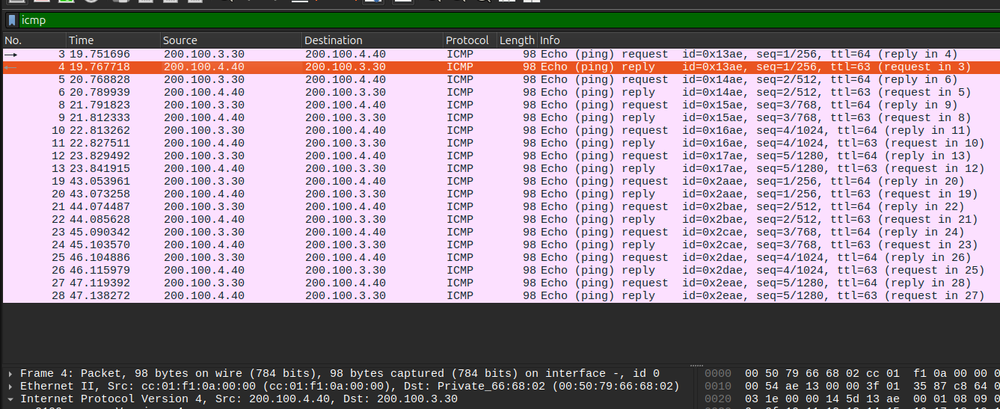 icmp
No. Time Source Destination Protocol Length Info
3 19.751696 200.100.3.30 200.100.4.40 ICMP 98 Echo (ping) request id=0x13ae, seq=1/256, ttl=64 (reply in 4)
4 19.767718 200.100.4.40 200.100.3.30 ICMP 98 Echo (ping) reply id=0x13ae, seq=1/256, ttl=63 (request in 3)
5 20.768828 200.100.3.30 200.100.4.40 ICMP 98 Echo (ping) request id=0x14ae, seq=2/512, ttl=64 (reply in 6)
6 20.789939 200.100.4.40 200.100.3.30 ICMP 98 Echo (ping) reply id=0x14ae, seq=2/512, ttl=63 (request in 5)
8 21.791823 200.100.3.30 200.100.4.40 ICMP 98 Echo (ping) request id=0x15ae, seq=3/768, ttl=64 (reply in 9)
9 21.812333 200.100.4.40 200.100.3.30 ICMP 98 Echo (ping) reply id=0x15ae, seq=3/768, ttl=63 (request in 8)
10 22.813262 200.100.3.30 200.100.4.40 ICMP 98 Echo (ping) request id=0x16ae, seq=4/1024, ttl=64 (reply in 11)
11 22.827511 200.100.4.40 200.100.3.30 ICMP 98 Echo (ping) reply id=0x16ae, seq=4/1024, ttl=63 (request in 10)
12 23.829492 200.100.3.30 200.100.4.40 ICMP 98 Echo (ping) request id=0x17ae, seq=5/1280, ttl=64 (reply in 13)
13 23.841915 200.100.4.40 200.100.3.30 ICMP 98 Echo (ping) reply id=0x17ae, seq=5/1280, ttl=63 (request in 12)
19 43.053961 200.100.3.30 200.100.4.40 ICMP 98 Echo (ping) request id=0x2aae, seq=1/256, ttl=64 (reply in 20)
20 43.073258 200.100.4.40 200.100.3.30 ICMP 98 Echo (ping) reply id=0x2aae, seq=1/256, ttl=63 (request in 19)
21 44.074487 200.100.3.30 200.100.4.40 ICMP 98 Echo (ping) request id=0x2bae, seq=2/512, ttl=64 (reply in 22)
22 44.085628 200.100.4.40 200.100.3.30 ICMP 98 Echo (ping) reply id=0x2bae, seq=2/512, ttl=63 (request in 21)
23 45.090342 200.100.3.30 200.100.4.40 ICMP 98 Echo (ping) request id=0x2cae, seq=3/768, ttl=64 (reply in 24)
24 45.103570 200.100.4.40 200.100.3.30 ICMP 98 Echo (ping) reply id=0x2cae, seq=3/768, ttl=63 (request in 23)
25 46.104886 200.100.3.30 200.100.4.40 ICMP 98 Echo (ping) request id=0x2dae, seq=4/1024, ttl=64 (reply in 26)
26 46.115979 200.100.4.40 200.100.3.30 ICMP 98 Echo (ping) reply id=0x2dae, seq=4/1024, ttl=63 (request in 25)
27 47.119392 200.100.3.30 200.100.4.40 ICMP 98 Echo (ping) request id=0x2eae, seq=5/1280, ttl=64 (reply in 28)
28 47.138272 200.100.4.40 200.100.3.30 ICMP 98 Echo (ping) reply id=0x2eae, seq=5/1280, ttl=63 (request in 27)
Frame 4: Packet, 98 bytes on wire (784 bits), 98 bytes captured (784 bits) on interface -, id 0
Ethernet II, Src: cc:01:f1:0a:00:00 (cc:01:f1:0a:00:00), Dst: Private_66:68:02 (00:50:79:66:68:02)
Internet Protocol Version 4, Src: 200.100.4.40, Dst: 200.100.3.30
0000 00 50 79 66 68 02 cc 01 f1 0a 00 00 0
0010 00 54 ae 13 00 00 3f 01 35 87 c8 64 0
0020 03 1e 00 00 14 5d 13 ae 00 01 08 09 0